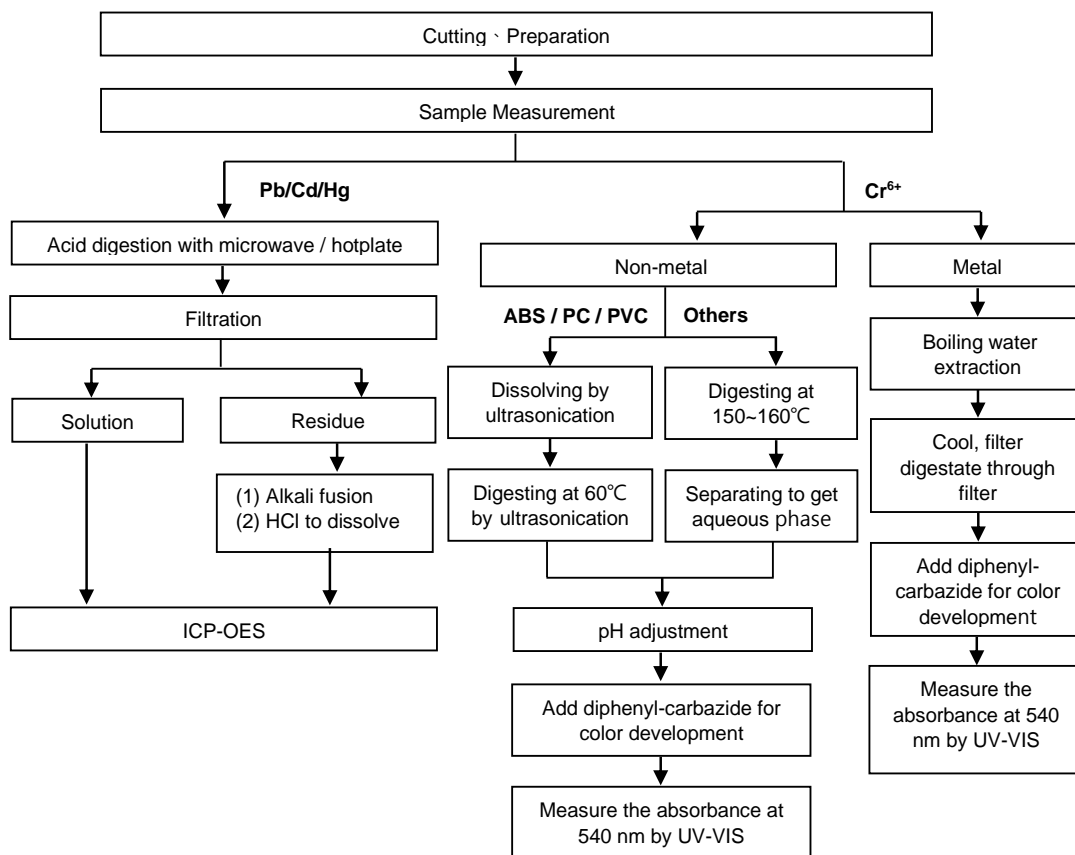 Cutting、Preparation
Sample Measurement
Pb/Cd/Hg
Cr6+
Acid digestion with microwave / hotplate
Non-metal
Metal
Filtration
ABS / PC / PVC
Others
Boiling water
extraction
Solution
Residue
Dissolving by
ultrasonication
Digesting at
150~160℃
Cool, filter
digestate through
filter
(1) Alkali fusion
(2) HCl to dissolve
Digesting at 60℃
by ultrasonication
Separating to get
aqueous phase
Add diphenyl-
carbazide for color
development
ICP-OES
pH adjustment
Measure the
absorbance at 540
nm by UV-VIS
Add diphenyl-carbazide for
color development
Measure the absorbance at
540 nm by UV-VIS